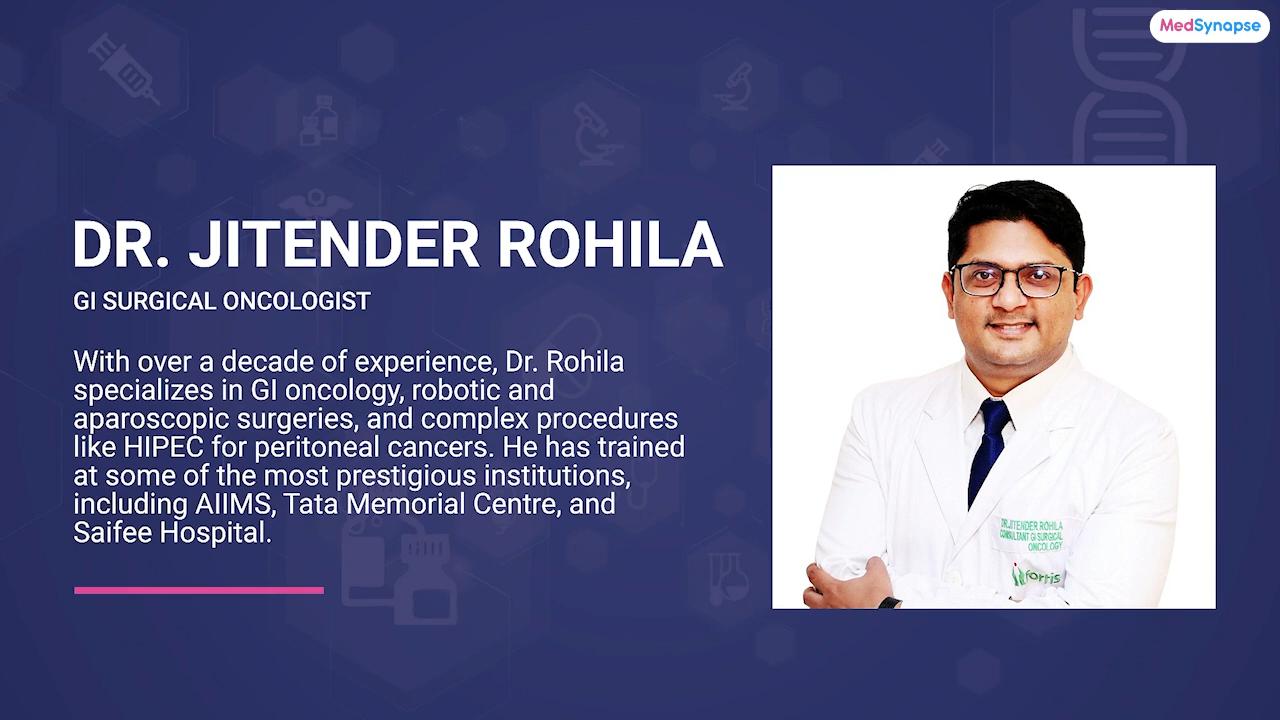 MedSynapse
DR. JITENDER ROHILA
GI SURGICAL ONCOLOGIST
With over a decade of experience, Dr. Rohila
specializes in GI oncology, robotic and
aparoscopic surgeries, and complex procedures
like HIPEC for peritoneal cancers. He has trained
at some of the most prestigious institutions,
including AIIMS, Tata Memorial Centre, and
Saifee Hospital.
DR.JITENDER ROHILA
CONSULTANT GI SURGICAL
ONCOLOGY
fortis